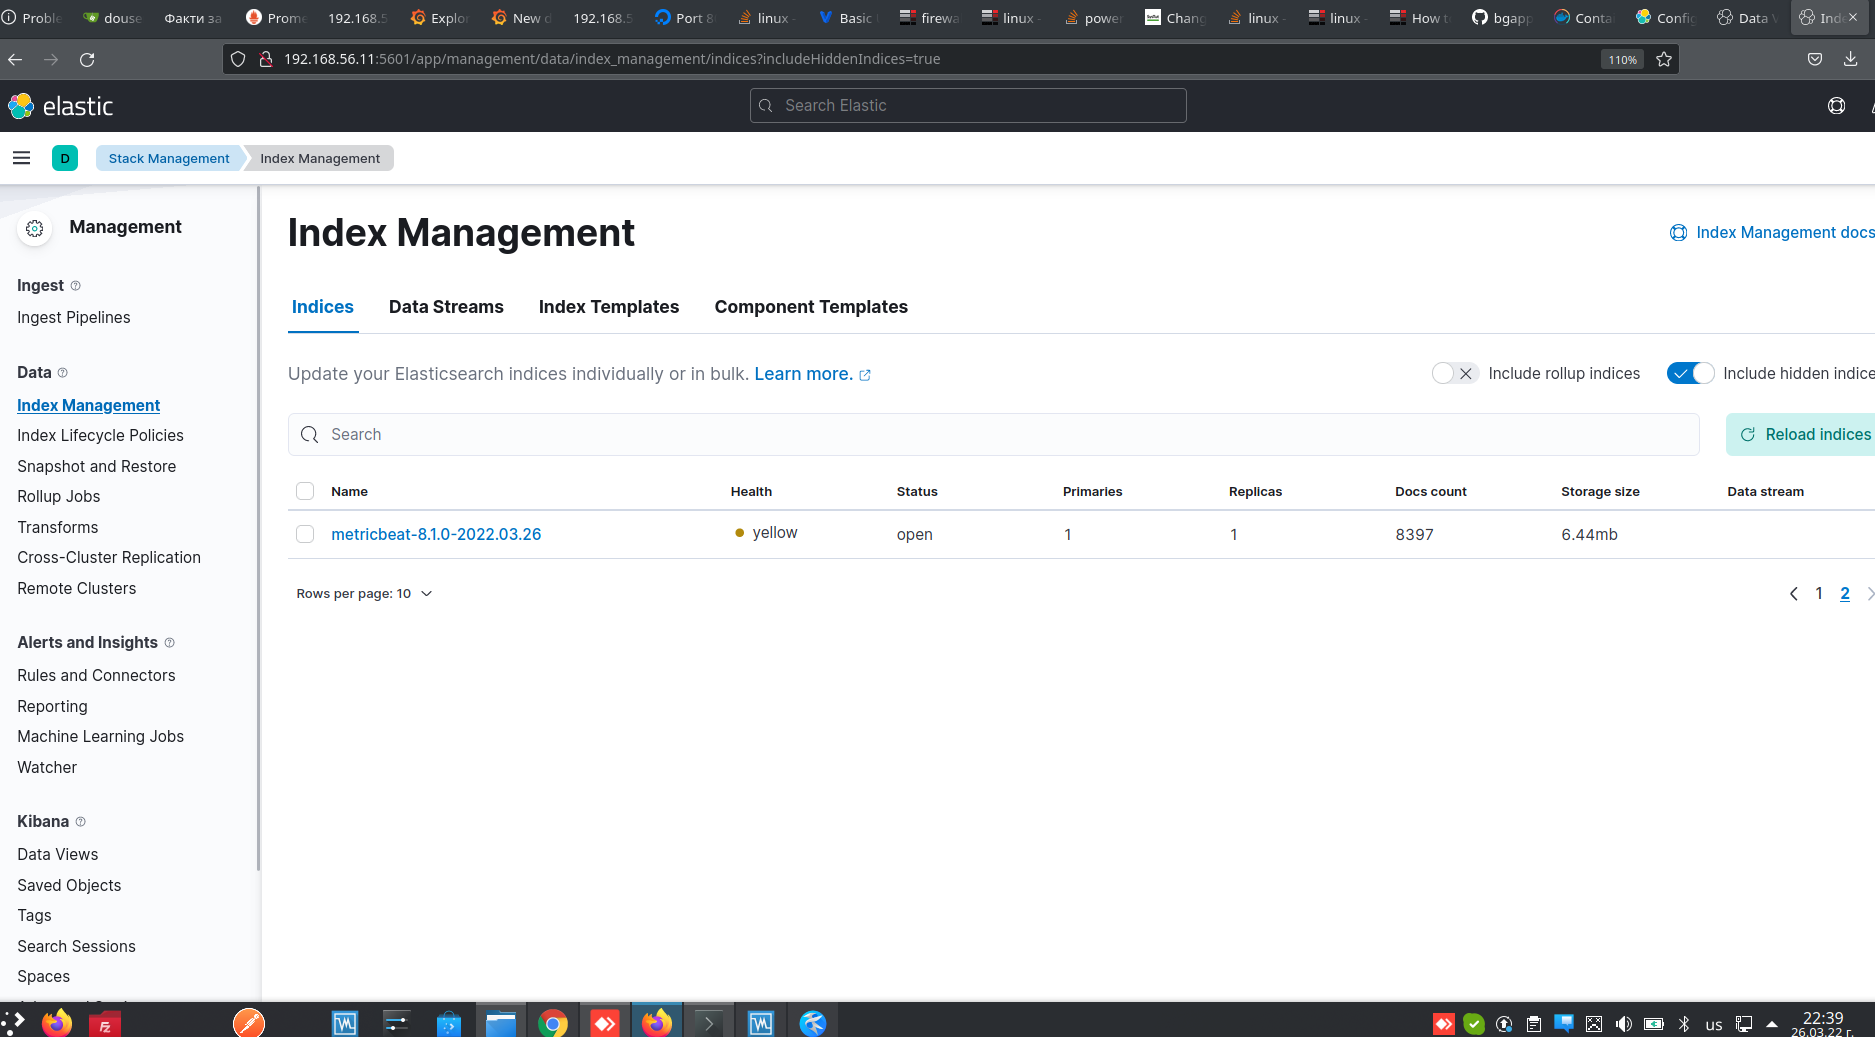 Proble
douse
Факти за
Prome
192.168.5
Explor
New d
192.168.5
Port 8
linux -
Basic
firewa
linux -
power
Chang
linux -
linux -
How t
bgapp
Conta
Config
Data V
Inde
192.168.56.11:5601/app/management/data/index_management/indices?includeHiddenIndices=true
110%
elastic
Search Elastic
D
Stack Management
Index Management
Management
Ingest
Ingest Pipelines
Data
Index Management
Index Lifecycle Policies
Snapshot and Restore
Rollup Jobs
Transforms
Cross-Cluster Replication
Remote Clusters
Alerts and Insights
Rules and Connectors
Reporting
Machine Learning Jobs
Watcher
Kibana
Data Views
Saved Objects
Tags
Search Sessions
Spaces
Index Management
Index Management docs
Indices
Data Streams
Index Templates
Component Templates
Update your Elasticsearch indices individually or in bulk. Learn more.
Include rollup indices
Include hidden indice
Search
Reload indices
Name Health Status Primaries Replicas Docs count Storage size Data stream
metricbeat-8.1.0-2022.03.26 yellow open 1 1 8397 6.44mb
Rows per page: 10
1 2
us
22:39
26.03.22 г.